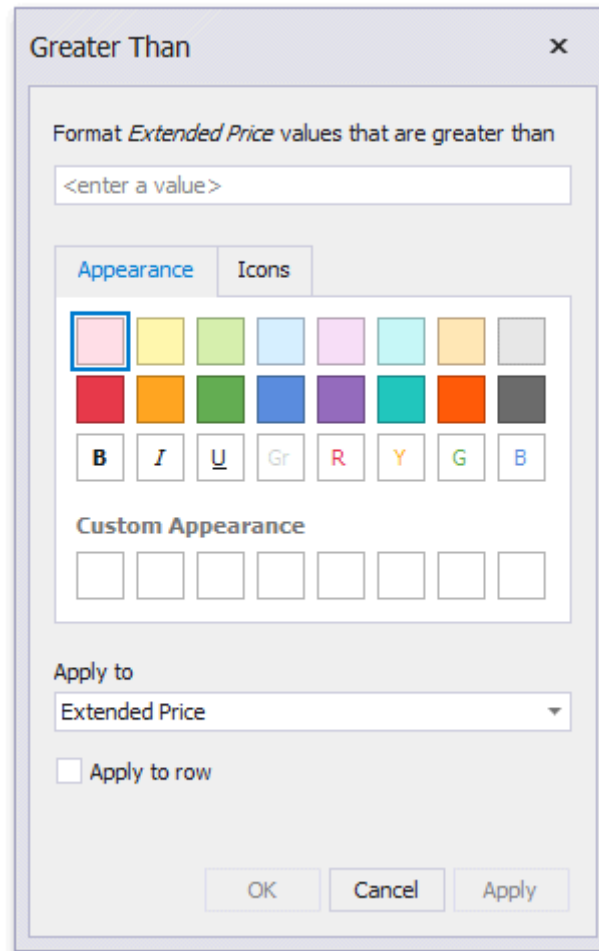 Greater Than
Format Extended Price values that are greater than
<enter a value>
Appearance Icons
B I U Gr R Y G B
Custom Appearance
Apply to
Extended Price
Apply to row
OK Cancel Apply